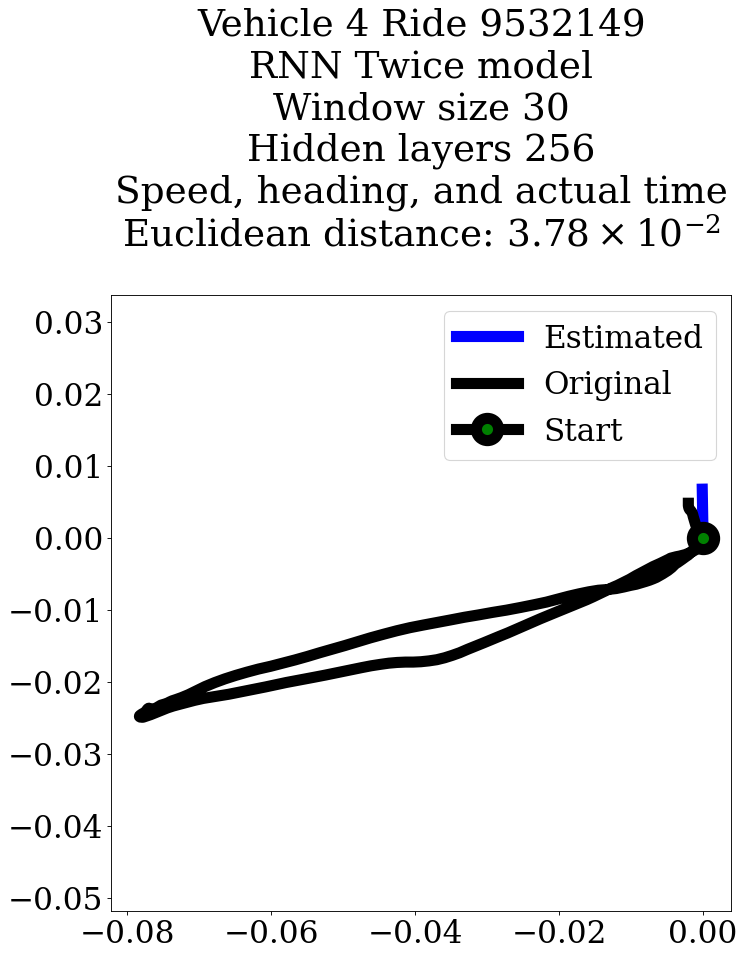 Vehicle 4 Ride 9532149
RNN Twice model
Window size 30
Hidden layers 256
Speed, heading, and actual time
Euclidean distance: 3.78 × 10⁻²
Estimated
Original
Start
0.03
0.02
0.01
0.00
−0.01
−0.02
−0.03
−0.04
−0.05
−0.08 −0.06 −0.04 −0.02 0.00